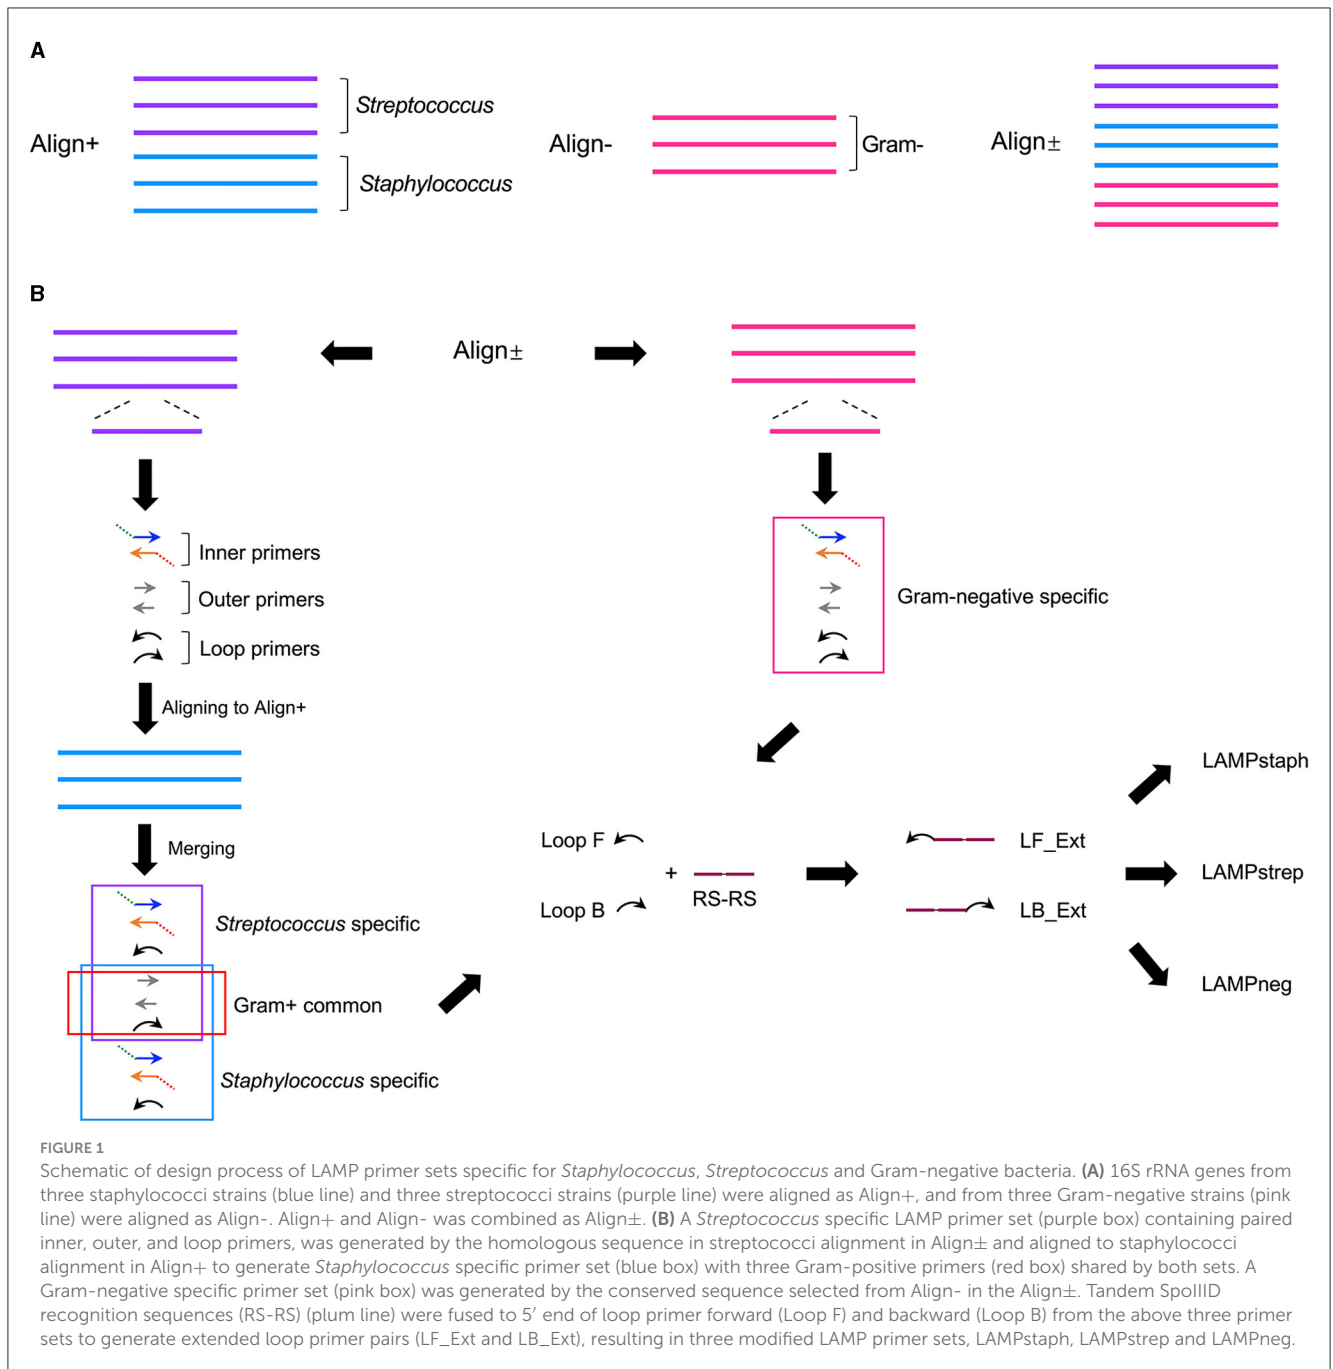 A
Align+
Streptococcus
Staphylococcus
Align-
Gram-
Align±
B
Align±
Inner primers
Outer primers
Loop primers
Aligning to Align+
Merging
Streptococcus specific
Gram+ common
Staphylococcus specific
Gram-negative specific
Loop F
+
RS-RS
Loop B
LF_Ext
LB_Ext
LAMPstaph
LAMPstrep
LAMPneg
FIGURE 1
Schematic of design process of LAMP primer sets specific for Staphylococcus, Streptococcus and Gram-negative bacteria. (A) 16S rRNA genes from
three staphylococci strains (blue line) and three streptococci strains (purple line) were aligned as Align+, and from three Gram-negative strains (pink
line) were aligned as Align-. Align+ and Align- was combined as Align±. (B) A Streptococcus specific LAMP primer set (purple box) containing paired
inner, outer, and loop primers, was generated by the homologous sequence in streptococci alignment in Align± and aligned to staphylococci
alignment in Align+ to generate Staphylococcus specific primer set (blue box) with three Gram-positive primers (red box) shared by both sets. A
Gram-negative specific primer set (pink box) was generated by the conserved sequence selected from Align- in the Align±. Tandem SpoIIID
recognition sequences (RS-RS) (plum line) were fused to 5′ end of loop primer forward (Loop F) and backward (Loop B) from the above three primer
sets to generate extended loop primer pairs (LF_Ext and LB_Ext), resulting in three modified LAMP primer sets, LAMPstaph, LAMPstrep and LAMPneg.